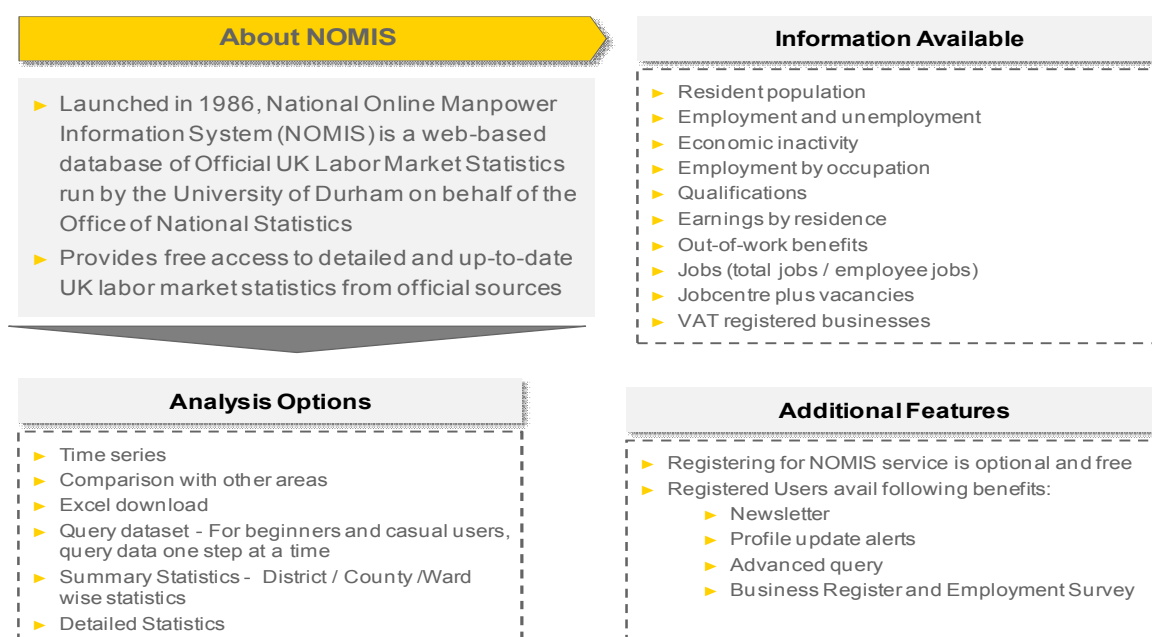 About NOMIS
► Launched in 1986, National Online Manpower
Information System (NOMIS) is a web-based
database of Official UK Labor Market Statistics
run by the University of Durham on behalf of the
Office of National Statistics
► Provides free access to detailed and up-to-date
UK labor market statistics from official sources
Information Available
► Resident population
► Employment and unemployment
► Economic inactivity
► Employment by occupation
► Qualifications
► Earnings by residence
► Out-of-work benefits
► Jobs (total jobs / employee jobs)
► Jobcentre plus vacancies
► VAT registered businesses
Analysis Options
► Time series
► Comparison with other areas
► Excel download
► Query dataset - For beginners and casual users,
query data one step at a time
► Summary Statistics - District / County /Ward
wise statistics
► Detailed Statistics
Additional Features
► Registering for NOMIS service is optional and free
► Registered Users avail following benefits:
► Newsletter
► Profile update alerts
► Advanced query
► Business Register and Employment Survey